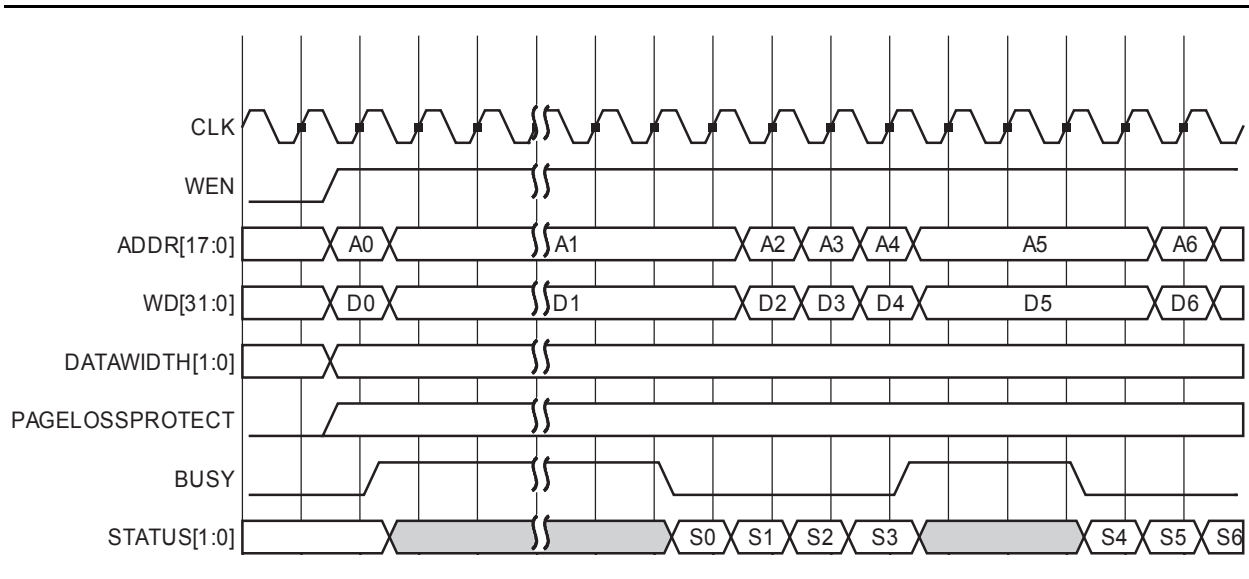 CLK
WEN
ADDR[17:0] A0 A1 A2 A3 A4 A5 A6
WD[31:0] D0 D1 D2 D3 D4 D5 D6
DATAWIDTH[1:0]
PAGELOSSPROTECT
BUSY
STATUS[1:0] S0 S1 S2 S3 S4 S5 S6